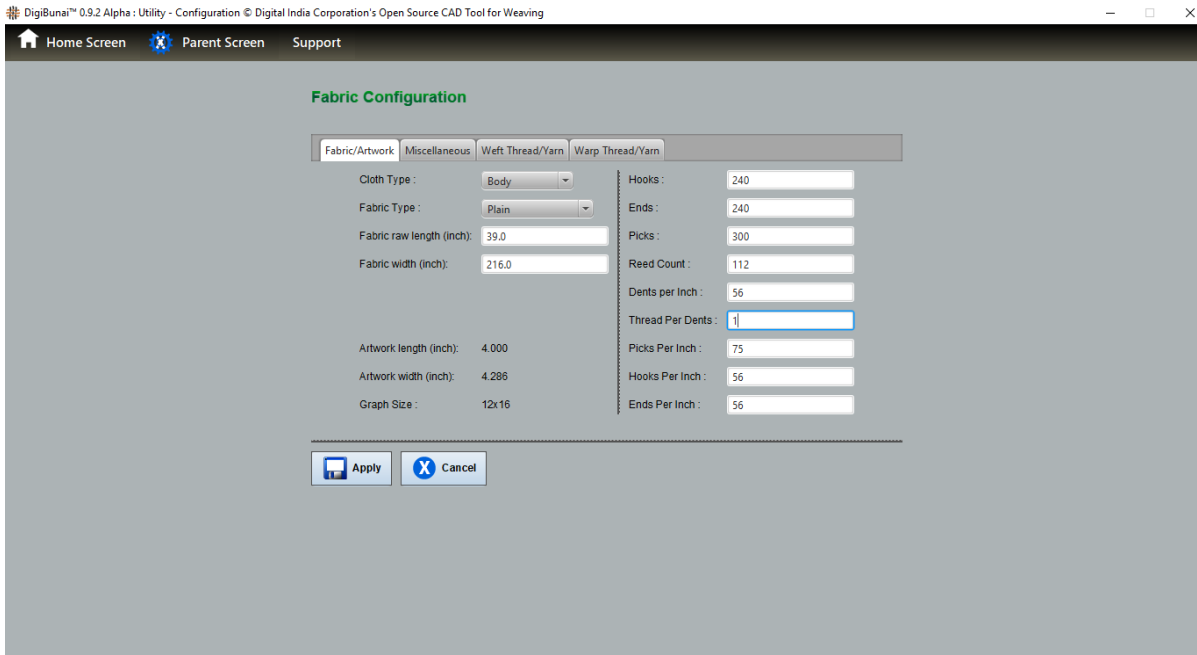 DigiBunai™ 0.9.2 Alpha : Utility - Configuration © Digital India Corporation's Open Source CAD Tool for Weaving
Home Screen Parent Screen Support
Fabric Configuration
Fabric/Artwork Miscellaneous Weft Thread/Yarn Warp Thread/Yarn
Cloth Type : Body
Fabric Type : Plain
Fabric raw length (inch): 39.0
Fabric width (inch): 216.0
Artwork length (inch): 4.000
Artwork width (inch): 4.286
Graph Size : 12x16
Hooks : 240
Ends : 240
Picks : 300
Reed Count : 112
Dents per Inch : 56
Thread Per Dents : 1
Picks Per Inch : 75
Hooks Per Inch : 56
Ends Per Inch : 56
Apply X Cancel